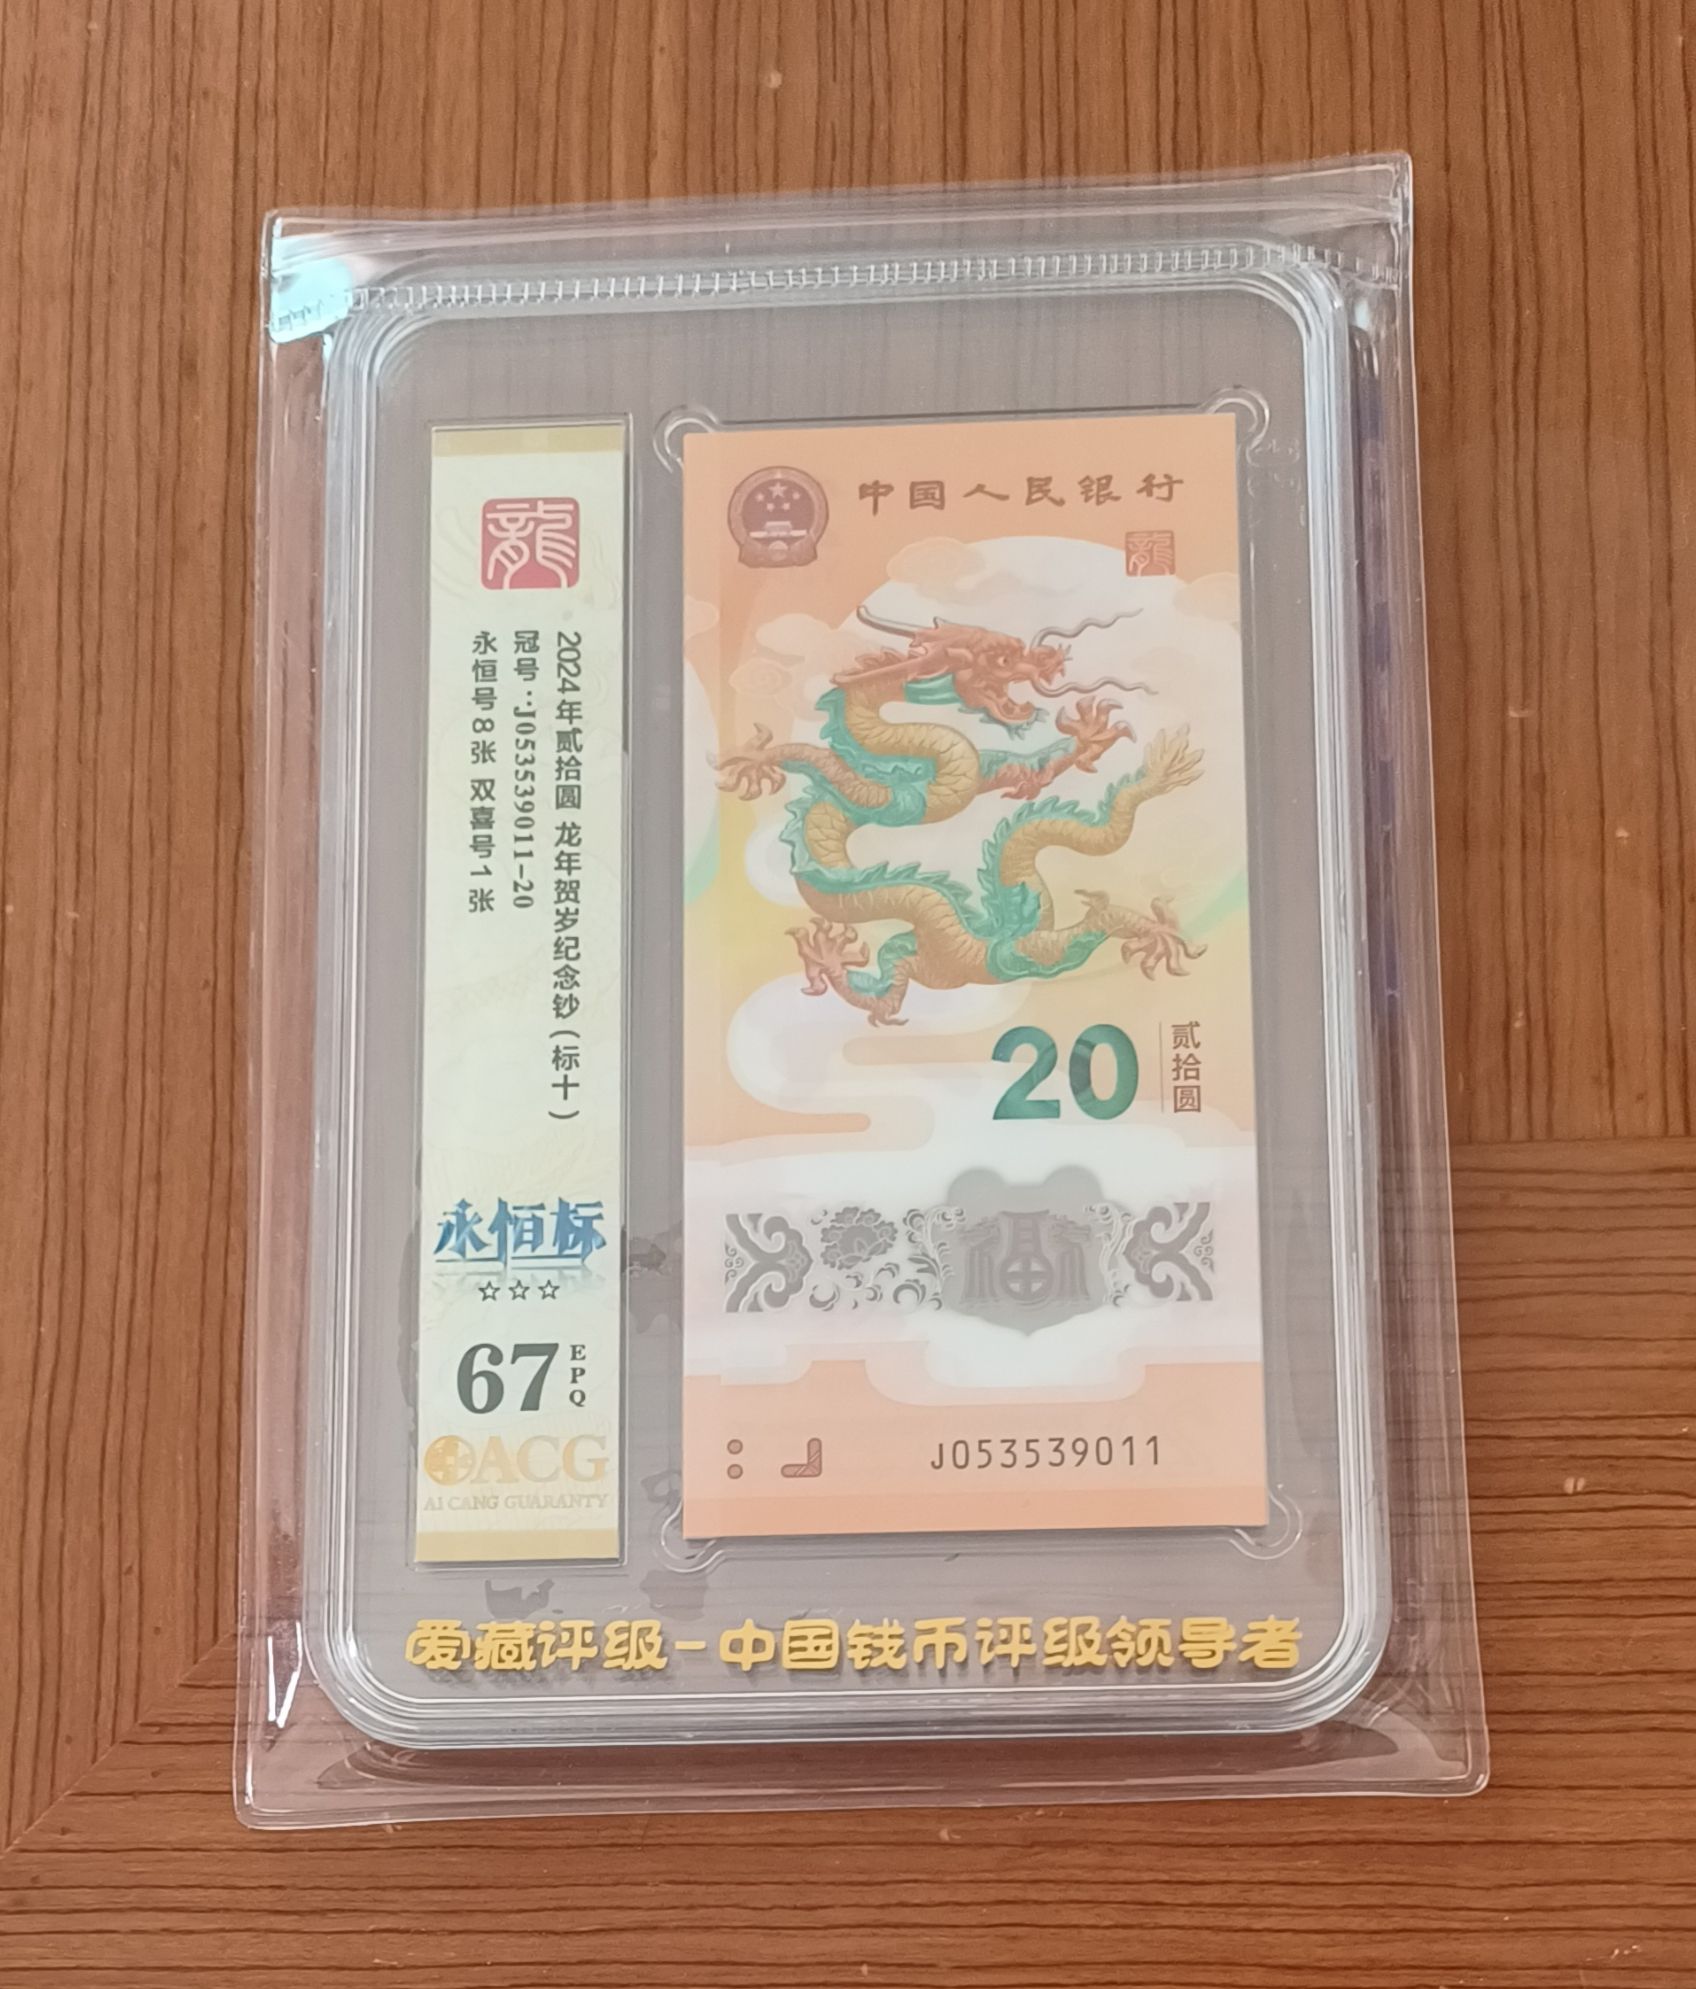 龍
2024年贰拾圆 龙年贺岁纪念钞(标十)
冠号:J053539011-20
永恒号8张 双喜号1张
永恒标
☆☆☆
67
EPQ
ACG
AI CANG GUARANTY
中国人民银行
龍
20
贰拾圆
福
J053539011
爱藏评级-中国钱币评级领导者